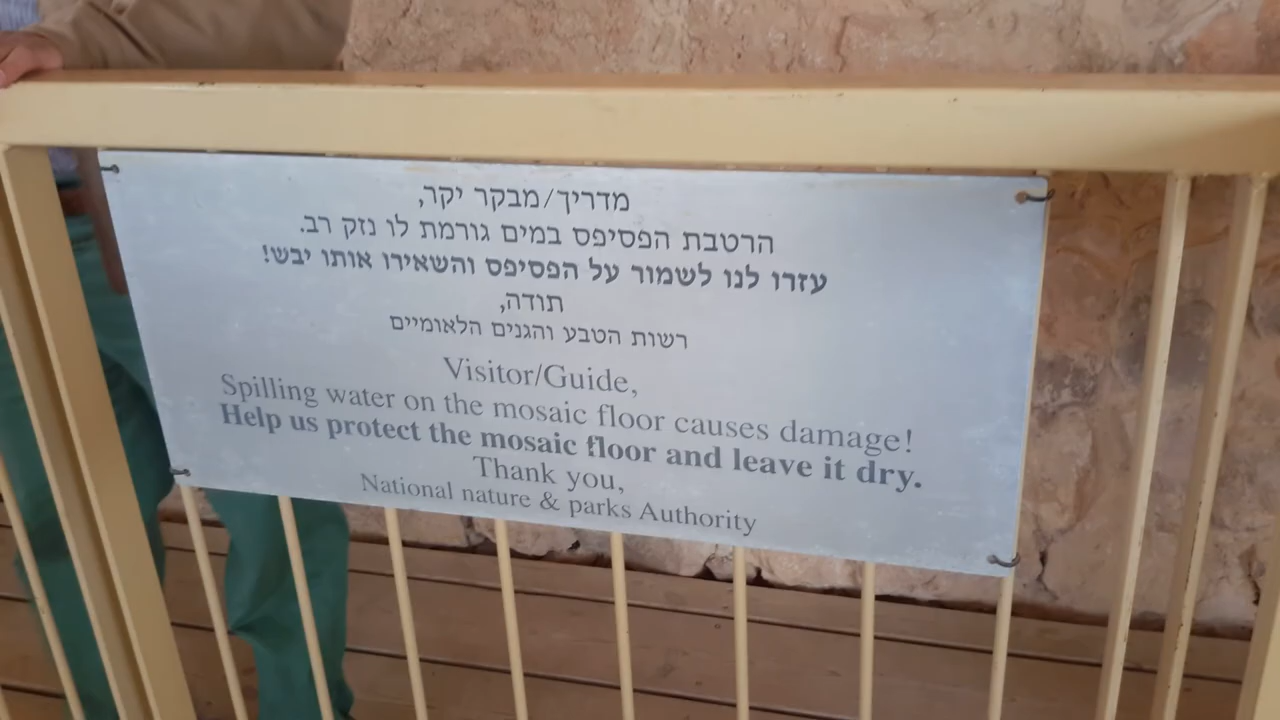 מדריך/מבקר יקר,
הרטבת הפסיפס במים גורמת לו נזק רב.
עזרו לנו לשמור על הפסיפס והשאירו אותו יבש!
תודה,
רשות הטבע והגנים הלאומיים
Visitor/Guide,
Spilling water on the mosaic floor causes damage!
Help us protect the mosaic floor and leave it dry.
Thank you,
National nature & parks Authority